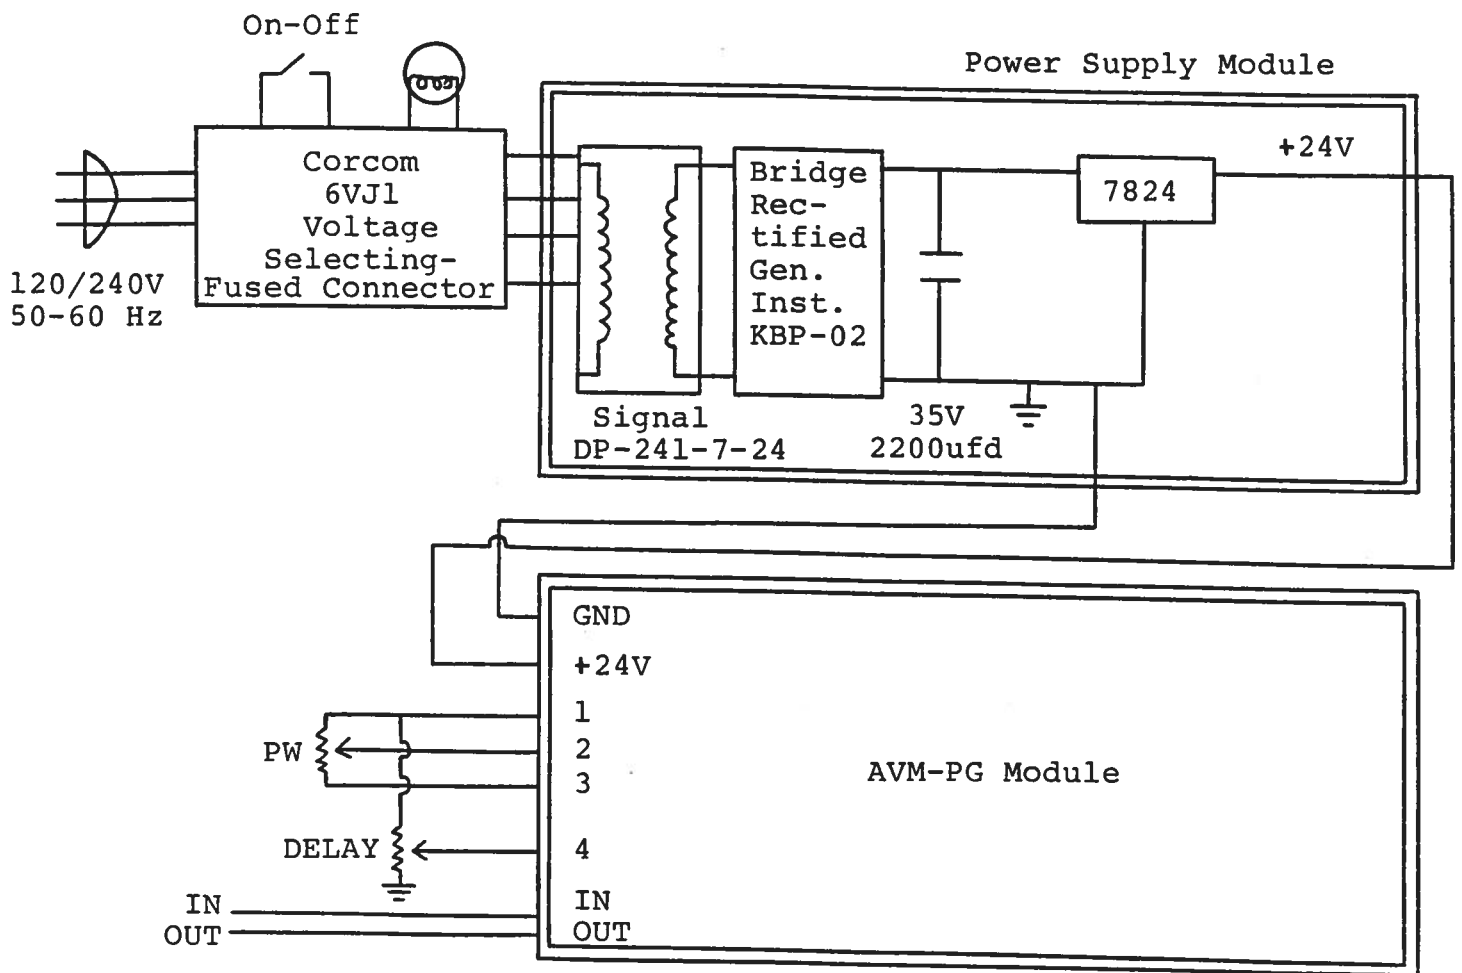 On-Off
Power Supply Module
Corcom
6VJ1
Voltage
Selecting-
Fused Connector
120/240V
50-60 Hz
Bridge
Rec-
tified
Gen.
Inst.
KBP-02
7824
+24V
Signal
DP-241-7-24
35V
2200ufd
GND
+24V
1
PW
2
3
AVM-PG Module
DELAY
4
IN
IN
OUT
OUT